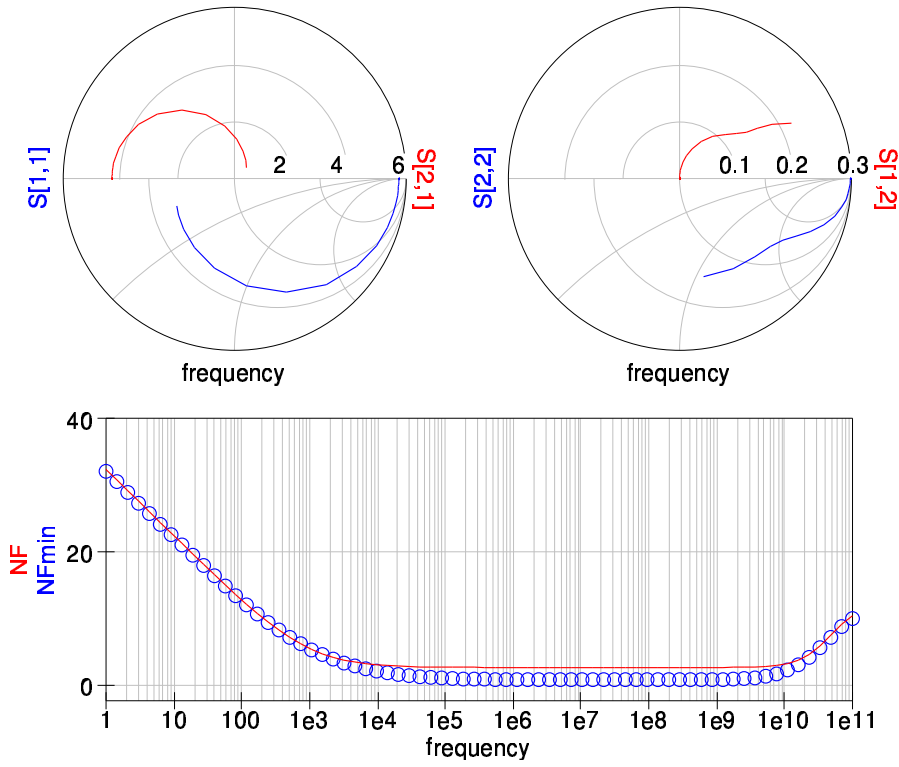 S[1,1]
2 4 6
S[2,1]
frequency
S[2,2]
0.1 0.2 0.3
S[1,2]
frequency
NF
NFmin
40
20
0
1 10 100 1e3 1e4 1e5 1e6 1e7 1e8 1e9 1e10 1e11
frequency